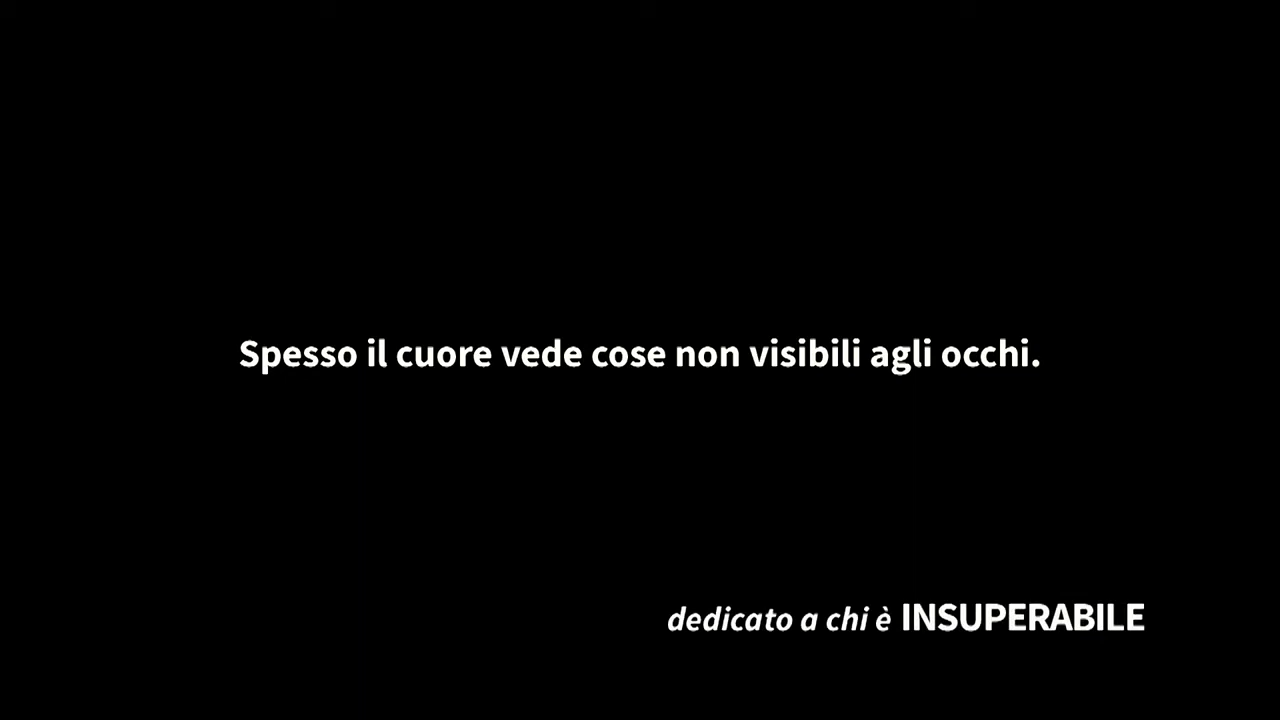 Spesso il cuore vede cose non visibili agli occhi.
dedicato a chi è INSUPERABILE